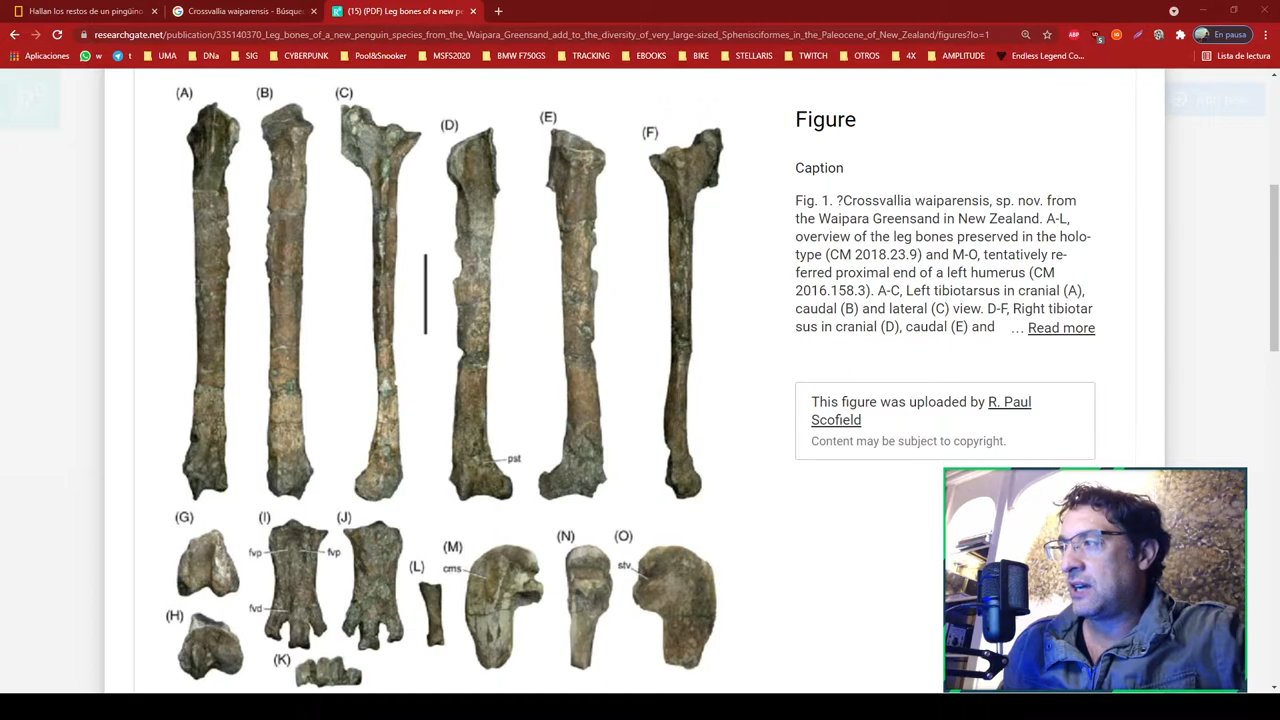 Hallan los restos de un pingüino
Crossvallia waiparensis - Búsque
(15) (PDF) Leg bones of a new p
researchgate.net/publication/335140370_Leg_bones_of_a_new_penguin_species_from_the_Waipara_Greensand_add_to_the_diversity_of_very_large-sized_Sphenisciformes_in_the_Paleocene_of_New_Zealand/figures?lo=1
En pausa
Aplicaciones w t UMA DNa SIG CYBERPUNK Pool&Snooker MSFS2020 BMW F750GS TRACKING EBOOKS BIKE STELLARIS TWITCH OTROS 4X AMPLITUDE Endless Legend Co... Lista de lectura
(A) (B) (C) (D) (E) (F)
pst
(G) (I) (J) (L) (M) (N) (O)
fvp fvp cms stv
fvd
(H)
(K)
Figure
Caption
Fig. 1. ?Crossvallia waiparensis, sp. nov. from
the Waipara Greensand in New Zealand. A-L,
overview of the leg bones preserved in the holo-
type (CM 2018.23.9) and M-O, tentatively re-
ferred proximal end of a left humerus (CM
2016.158.3). A-C, Left tibiotarsus in cranial (A),
caudal (B) and lateral (C) view. D-F, Right tibiotar
sus in cranial (D), caudal (E) and … Read more
This figure was uploaded by R. Paul
Scofield
Content may be subject to copyright.